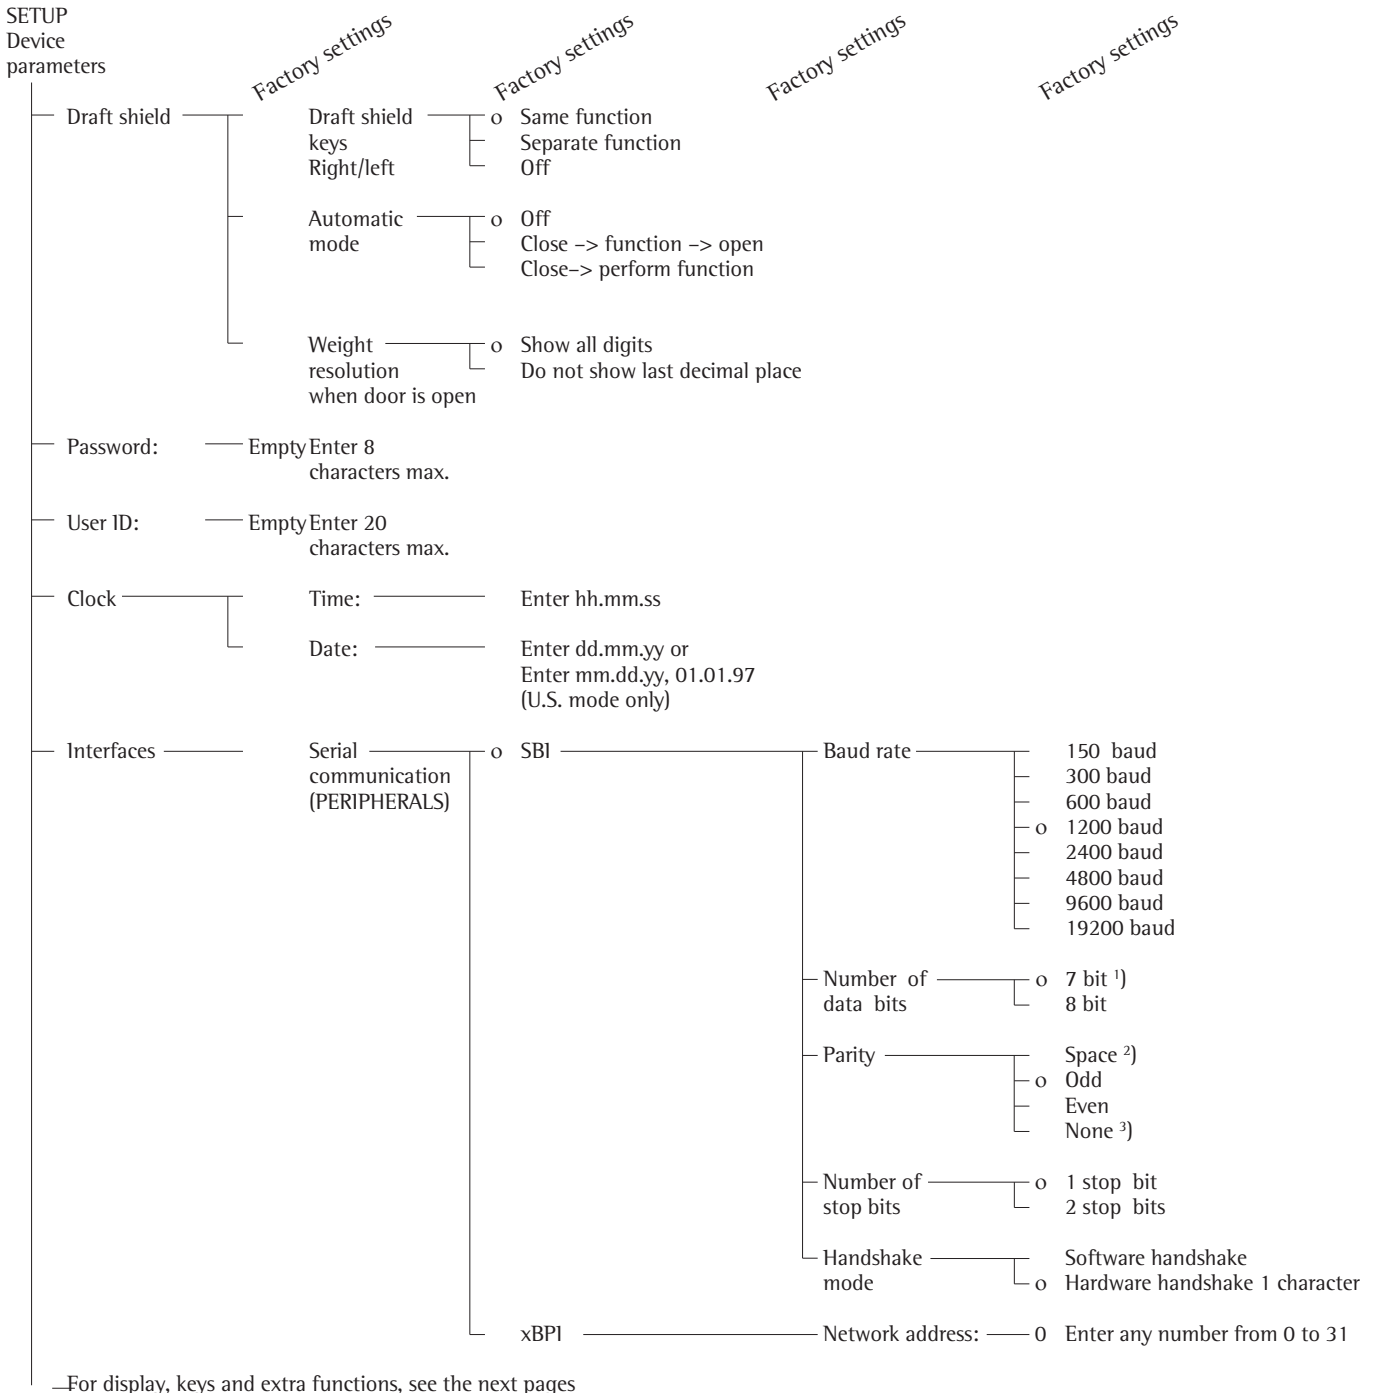 SETUP
Device
parameters
Factory settings
Factory settings
Factory settings
Factory settings
Draft shield
Draft shield
keys
Right/left
o Same function
Separate function
Off
Automatic
mode
o Off
Close –> function –> open
Close–> perform function
Weight
resolution
when door is open
o Show all digits
Do not show last decimal place
Password:
Empty Enter 8
characters max.
User ID:
Empty Enter 20
characters max.
Clock
Time:
Enter hh.mm.ss
Date:
Enter dd.mm.yy or
Enter mm.dd.yy, 01.01.97
(U.S. mode only)
Interfaces
Serial
communication
(PERIPHERALS)
o SBI
Baud rate
150 baud
300 baud
600 baud
o 1200 baud
2400 baud
4800 baud
9600 baud
19200 baud
Number of
data bits
o 7 bit ¹)
8 bit
Parity
Space ²)
o Odd
Even
None ³)
Number of
stop bits
o 1 stop bit
2 stop bits
Handshake
mode
Software handshake
o Hardware handshake 1 character
xBPI
Network address:
0 Enter any number from 0 to 31
For display, keys and extra functions, see the next pages